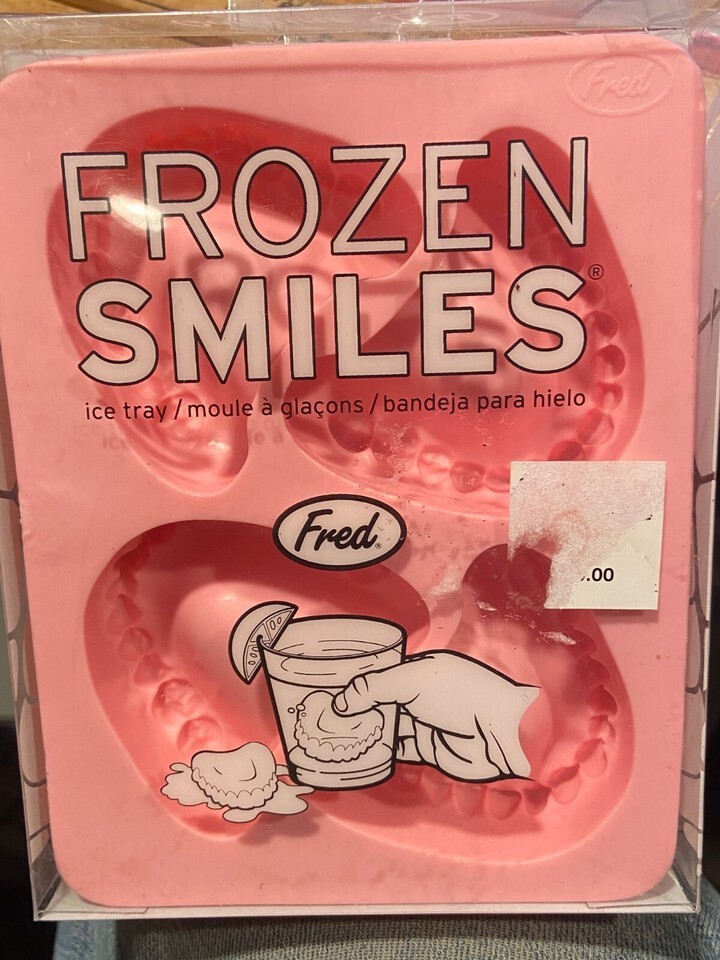 Fred
FROZEN
SMILES®
ice tray / moule à glaçons / bandeja para hielo
Fred®
.00